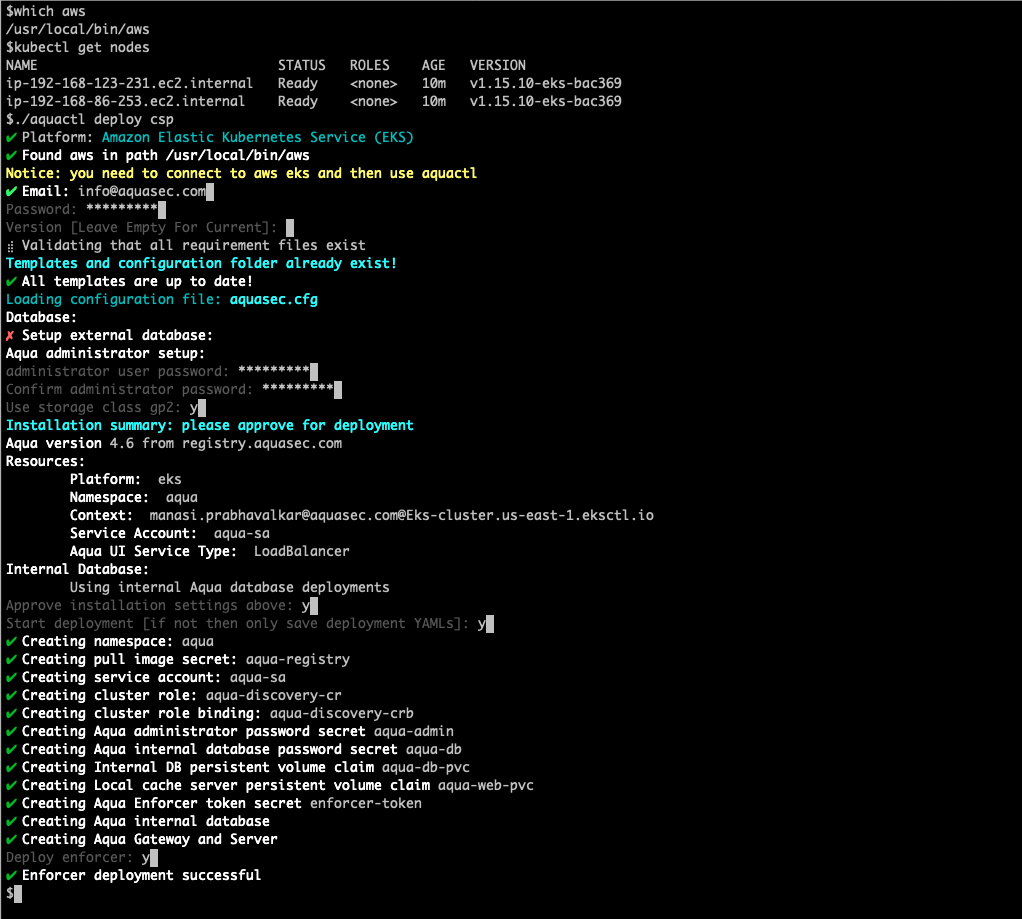 $which aws
/usr/local/bin/aws
$kubectl get nodes
NAME STATUS ROLES AGE VERSION
ip-192-168-123-231.ec2.internal Ready <none> 10m v1.15.10-eks-bac369
ip-192-168-86-253.ec2.internal Ready <none> 10m v1.15.10-eks-bac369
$./aquactl deploy csp
✔ Platform: Amazon Elastic Kubernetes Service (EKS)
✔ Found aws in path /usr/local/bin/aws
Notice: you need to connect to aws eks and then use aquactl
✔ Email: info@aquasec.com
Password: *********
Version [Leave Empty For Current]:
⣾ Validating that all requirement files exist
Templates and configuration folder already exist!
✔ All templates are up to date!
Loading configuration file: aquasec.cfg
Database:
✗ Setup external database:
Aqua administrator setup:
administrator user password: *********
Confirm administrator password: *********
Use storage class gp2: y
Installation summary: please approve for deployment
Aqua version 4.6 from registry.aquasec.com
Resources:
Platform: eks
Namespace: aqua
Context: manasi.prabhavalkar@aquasec.com@Eks-cluster.us-east-1.eksctl.io
Service Account: aqua-sa
Aqua UI Service Type: LoadBalancer
Internal Database:
Using internal Aqua database deployments
Approve installation settings above: y
Start deployment [if not then only save deployment YAMLs]: y
✔ Creating namespace: aqua
✔ Creating pull image secret: aqua-registry
✔ Creating service account: aqua-sa
✔ Creating cluster role: aqua-discovery-cr
✔ Creating cluster role binding: aqua-discovery-crb
✔ Creating Aqua administrator password secret aqua-admin
✔ Creating Aqua internal database password secret aqua-db
✔ Creating Internal DB persistent volume claim aqua-db-pvc
✔ Creating Local cache server persistent volume claim aqua-web-pvc
✔ Creating Aqua Enforcer token secret enforcer-token
✔ Creating Aqua internal database
✔ Creating Aqua Gateway and Server
Deploy enforcer: y
✔ Enforcer deployment successful
$